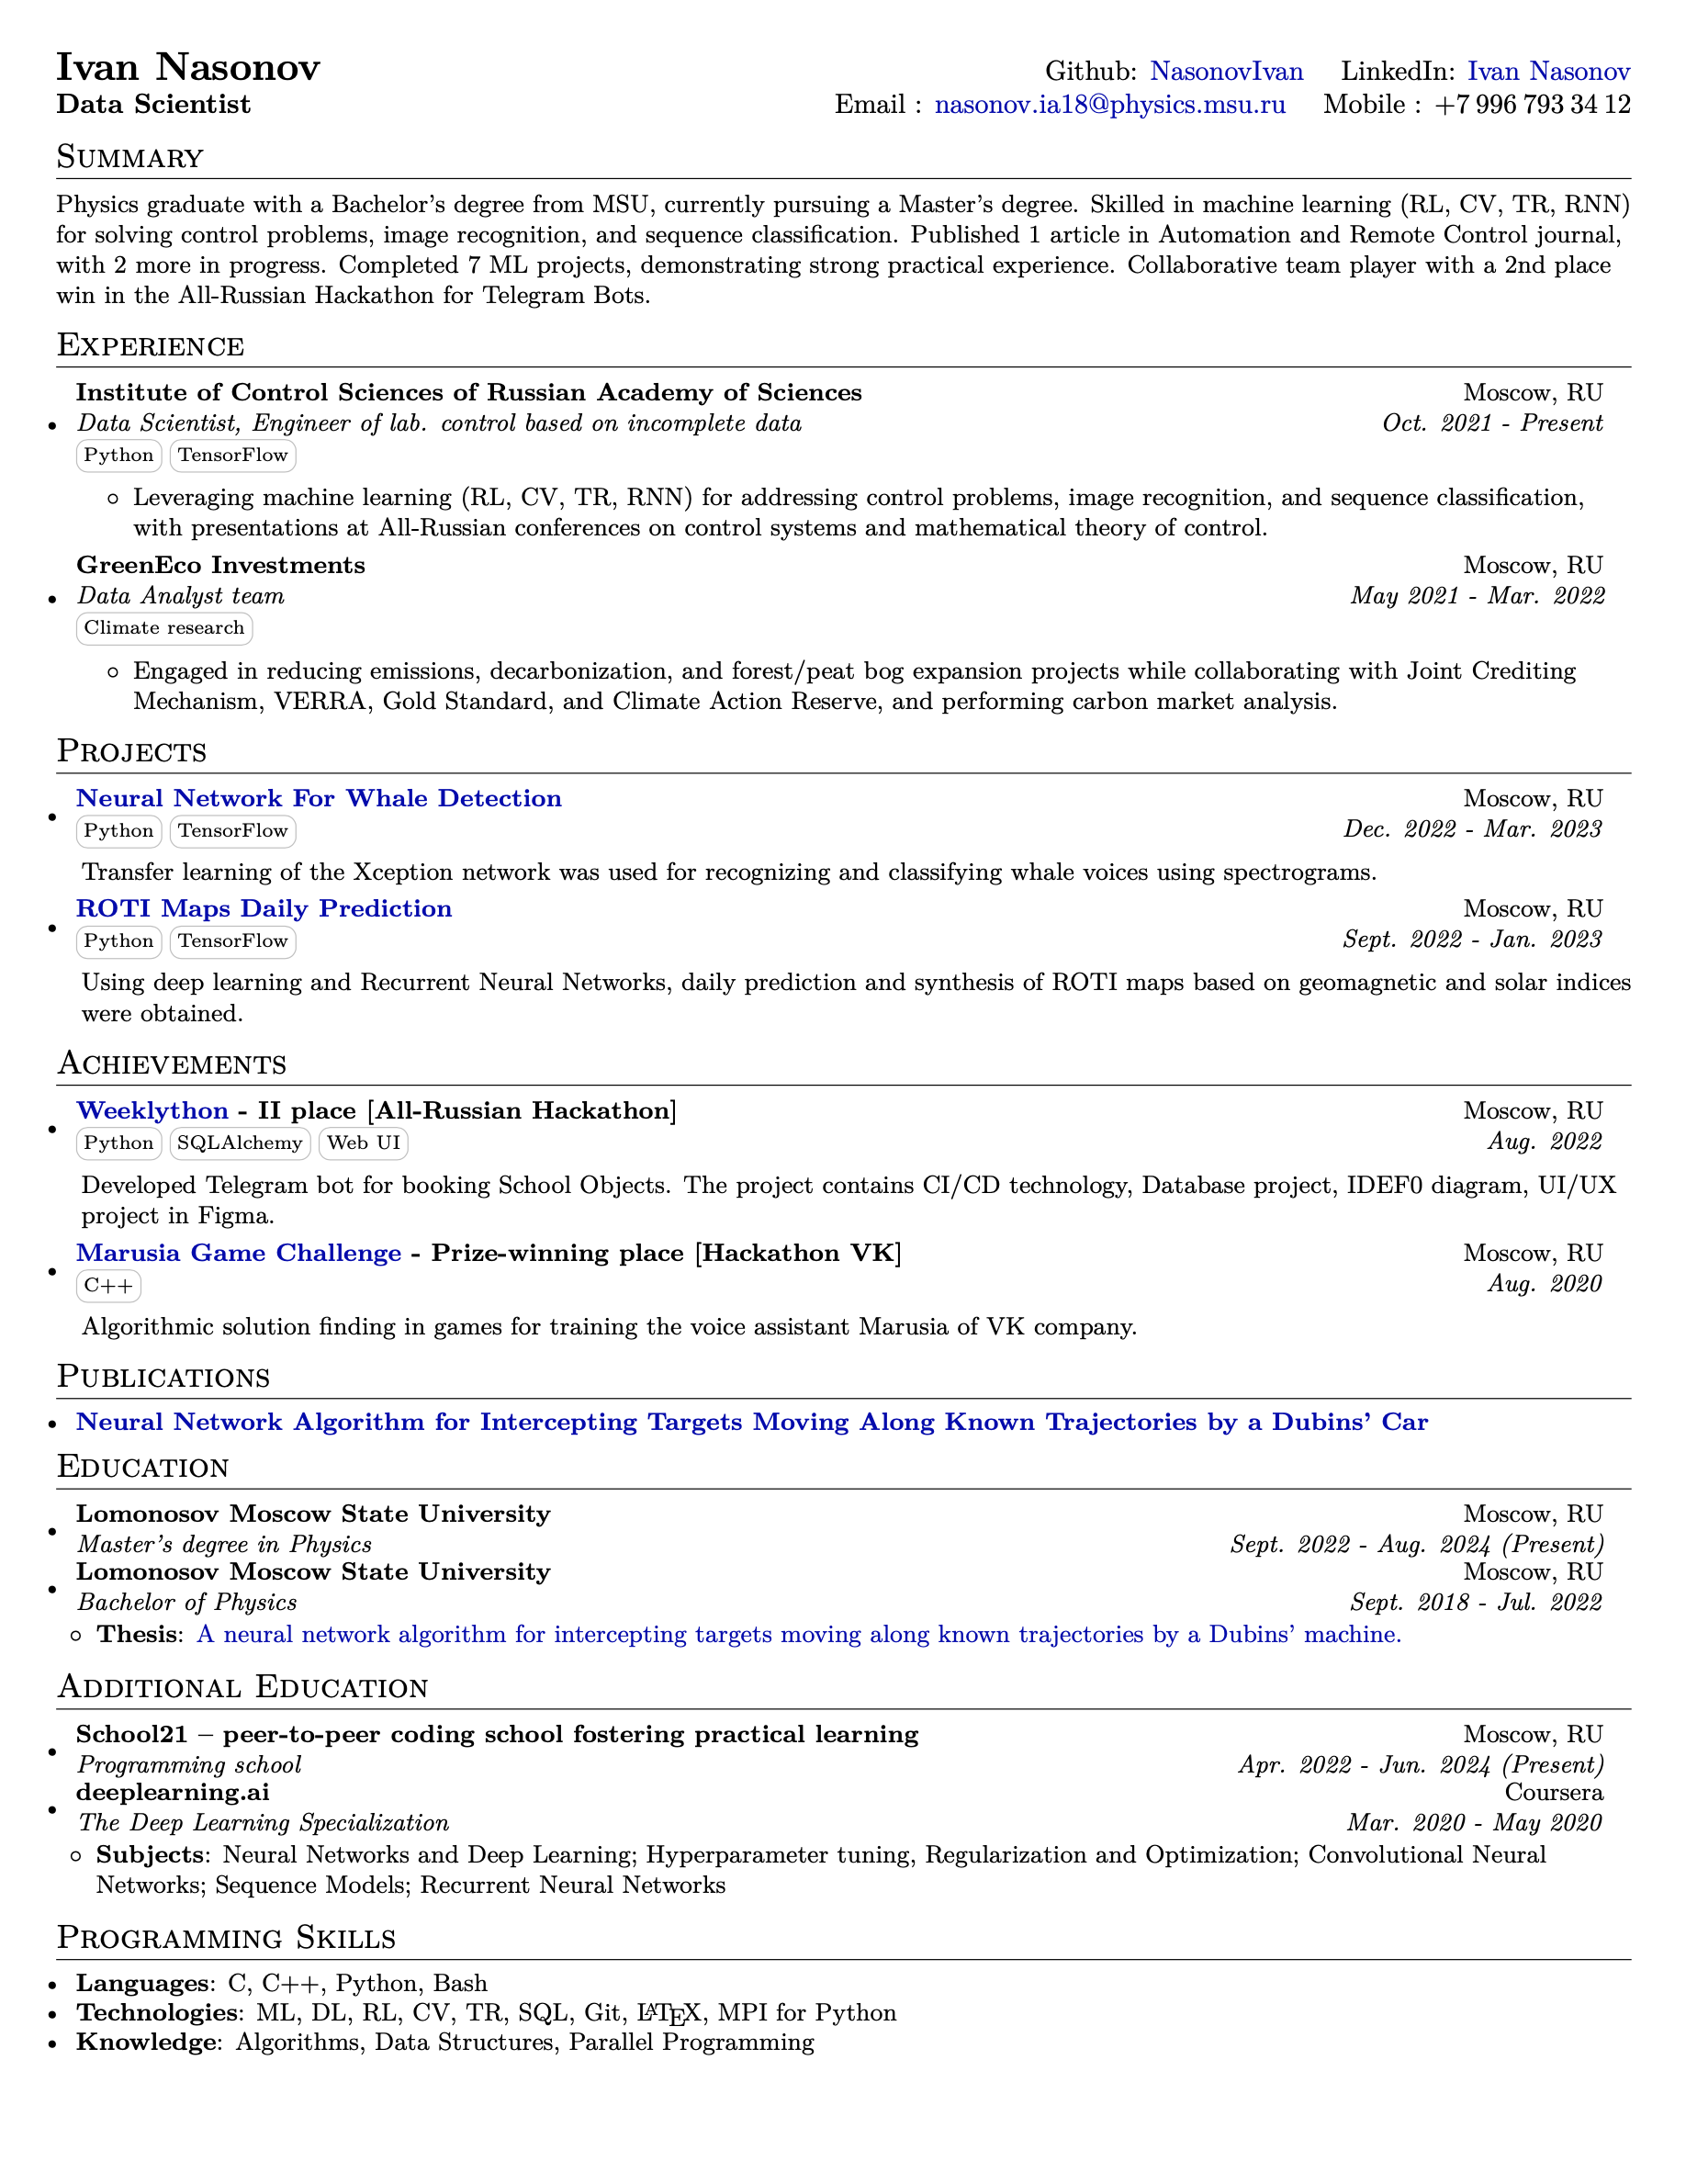 Ivan Nasonov
Github: NasonovIvan LinkedIn: Ivan Nasonov
Data Scientist
Email : nasonov.ia18@physics.msu.ru Mobile : +7 996 793 34 12
Summary
Physics graduate with a Bachelor's degree from MSU, currently pursuing a Master's degree. Skilled in machine learning (RL, CV, TR, RNN)
for solving control problems, image recognition, and sequence classification. Published 1 article in Automation and Remote Control journal,
with 2 more in progress. Completed 7 ML projects, demonstrating strong practical experience. Collaborative team player with a 2nd place
win in the All-Russian Hackathon for Telegram Bots.
Experience
Institute of Control Sciences of Russian Academy of Sciences Moscow, RU
• Data Scientist, Engineer of lab. control based on incomplete data Oct. 2021 - Present
Python TensorFlow
◦ Leveraging machine learning (RL, CV, TR, RNN) for addressing control problems, image recognition, and sequence classification,
with presentations at All-Russian conferences on control systems and mathematical theory of control.
GreenEco Investments Moscow, RU
• Data Analyst team May 2021 - Mar. 2022
Climate research
◦ Engaged in reducing emissions, decarbonization, and forest/peat bog expansion projects while collaborating with Joint Crediting
Mechanism, VERRA, Gold Standard, and Climate Action Reserve, and performing carbon market analysis.
Projects
• Neural Network For Whale Detection Moscow, RU
Python TensorFlow Dec. 2022 - Mar. 2023
Transfer learning of the Xception network was used for recognizing and classifying whale voices using spectrograms.
• ROTI Maps Daily Prediction Moscow, RU
Python TensorFlow Sept. 2022 - Jan. 2023
Using deep learning and Recurrent Neural Networks, daily prediction and synthesis of ROTI maps based on geomagnetic and solar indices
were obtained.
Achievements
• Weeklython - II place [All-Russian Hackathon] Moscow, RU
Python SQLAlchemy Web UI Aug. 2022
Developed Telegram bot for booking School Objects. The project contains CI/CD technology, Database project, IDEF0 diagram, UI/UX
project in Figma.
• Marusia Game Challenge - Prize-winning place [Hackathon VK] Moscow, RU
C++ Aug. 2020
Algorithmic solution finding in games for training the voice assistant Marusia of VK company.
Publications
• Neural Network Algorithm for Intercepting Targets Moving Along Known Trajectories by a Dubins' Car
Education
• Lomonosov Moscow State University Moscow, RU
Master's degree in Physics Sept. 2022 - Aug. 2024 (Present)
• Lomonosov Moscow State University Moscow, RU
Bachelor of Physics Sept. 2018 - Jul. 2022
◦ Thesis: A neural network algorithm for intercepting targets moving along known trajectories by a Dubins' machine.
Additional Education
• School21 – peer-to-peer coding school fostering practical learning Moscow, RU
Programming school Apr. 2022 - Jun. 2024 (Present)
• deeplearning.ai Coursera
The Deep Learning Specialization Mar. 2020 - May 2020
◦ Subjects: Neural Networks and Deep Learning; Hyperparameter tuning, Regularization and Optimization; Convolutional Neural
Networks; Sequence Models; Recurrent Neural Networks
Programming Skills
• Languages: C, C++, Python, Bash
• Technologies: ML, DL, RL, CV, TR, SQL, Git, LATEX, MPI for Python
• Knowledge: Algorithms, Data Structures, Parallel Programming